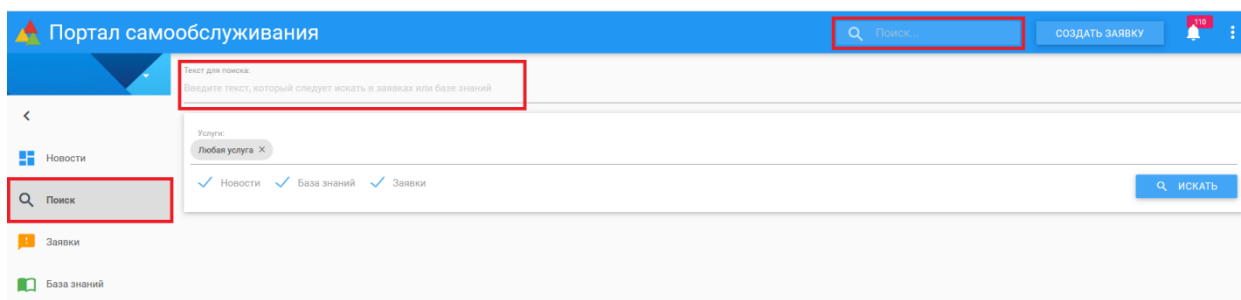 Портал самообслуживания
Поиск...
СОЗДАТЬ ЗАЯВКУ
110
Текст для поиска:
Введите текст, который следует искать в заявках или базе знаний
Услуги:
Любая услуга ×
Новости
База знаний
Заявки
ИСКАТЬ
Новости
Поиск
Заявки
База знаний